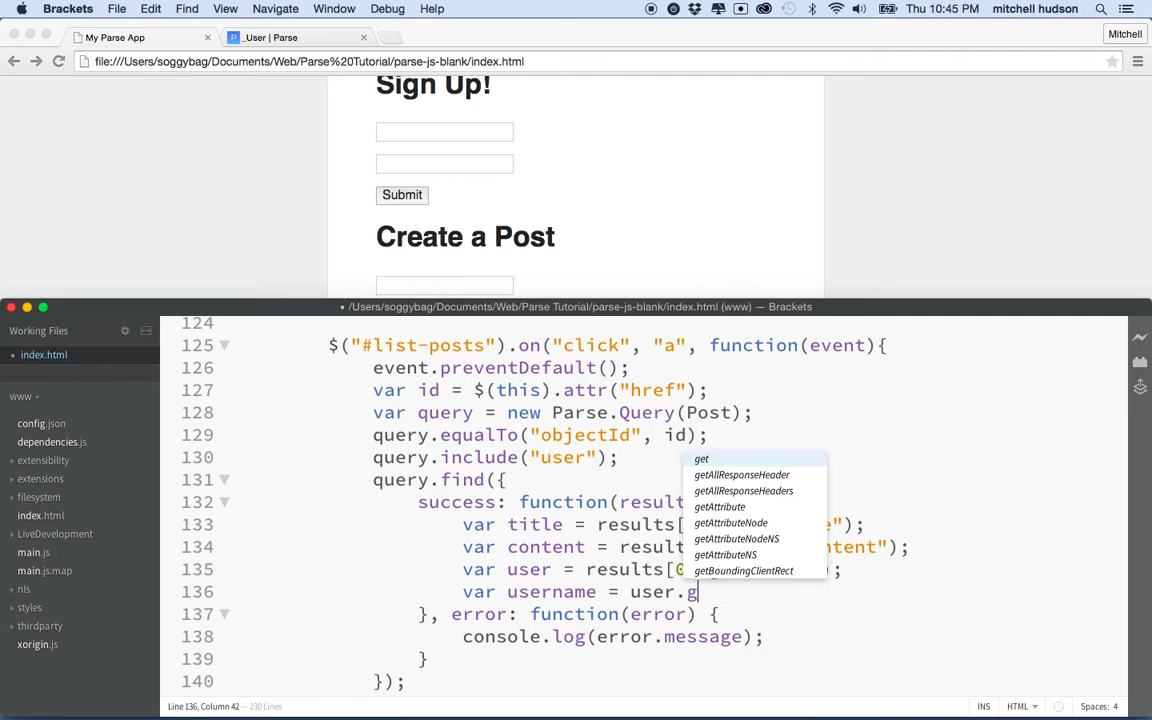 Brackets File Edit Find View Navigate Window Debug Help Thu 10:45 PM mitchell hudson
My Parse App × _User | Parse × Mitchell
file:///Users/soggybag/Documents/Web/Parse%20Tutorial/parse-js-blank/index.html
Sign Up!
Submit
Create a Post
• /Users/soggybag/Documents/Web/Parse Tutorial/parse-js-blank/index.html (www) — Brackets
Working Files
• index.html
www
config.json
dependencies.js
extensibility
extensions
filesystem
index.html
LiveDevelopment
main.js
main.js.map
nls
styles
thirdparty
xorigin.js
124
125 $("#list-posts").on("click", "a", function(event){
126 event.preventDefault();
127 var id = $(this).attr("href");
128 var query = new Parse.Query(Post);
129 query.equalTo("objectId", id);
130 query.include("user");
131 query.find({
132 success: function(result
133 var title = results[ e");
134 var content = result ntent");
135 var user = results[0 );
136 var username = user.g
137 }, error: function(error) {
138 console.log(error.message);
139 }
140 });
get
getAllResponseHeader
getAllResponseHeaders
getAttribute
getAttributeNode
getAttributeNodeNS
getAttributeNS
getBoundingClientRect
Line 136, Column 42 — 230 Lines INS HTML Spaces: 4